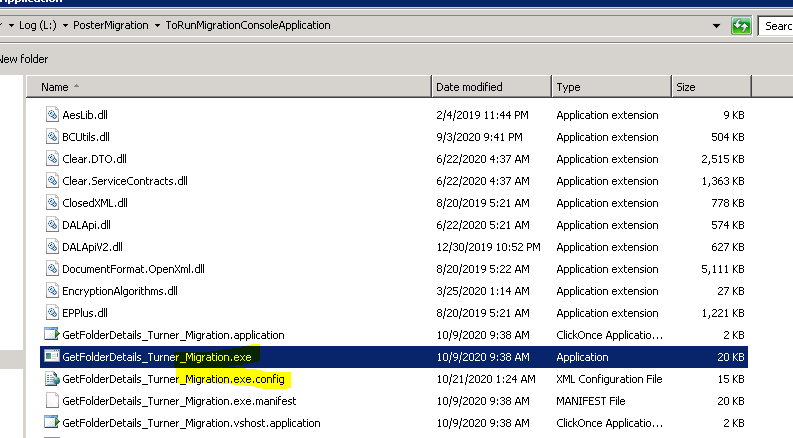 Application
Log (L:) PosterMigration ToRunMigrationConsoleApplication Searc
New folder
Name Date modified Type Size
AesLib.dll 2/4/2019 11:44 PM Application extension 9 KB
BCUtils.dll 9/3/2020 9:41 PM Application extension 504 KB
Clear.DTO.dll 6/22/2020 4:37 AM Application extension 2,515 KB
Clear.ServiceContracts.dll 6/22/2020 4:37 AM Application extension 1,363 KB
ClosedXML.dll 8/20/2019 5:21 AM Application extension 778 KB
DALApi.dll 6/22/2020 5:21 AM Application extension 574 KB
DALApiV2.dll 12/30/2019 10:52 PM Application extension 627 KB
DocumentFormat.OpenXml.dll 8/20/2019 5:22 AM Application extension 5,111 KB
EncryptionAlgorithms.dll 3/25/2020 1:14 AM Application extension 27 KB
EPPlus.dll 8/20/2019 5:21 AM Application extension 1,221 KB
GetFolderDetails_Turner_Migration.application 10/9/2020 9:38 AM ClickOnce Applicatio... 2 KB
GetFolderDetails_Turner_Migration.exe 10/9/2020 9:38 AM Application 20 KB
GetFolderDetails_Turner_Migration.exe.config 10/21/2020 1:24 AM XML Configuration File 15 KB
GetFolderDetails_Turner_Migration.exe.manifest 10/9/2020 9:38 AM MANIFEST File 20 KB
GetFolderDetails_Turner_Migration.vshost.application 10/9/2020 9:38 AM ClickOnce Applicatio... 2 KB